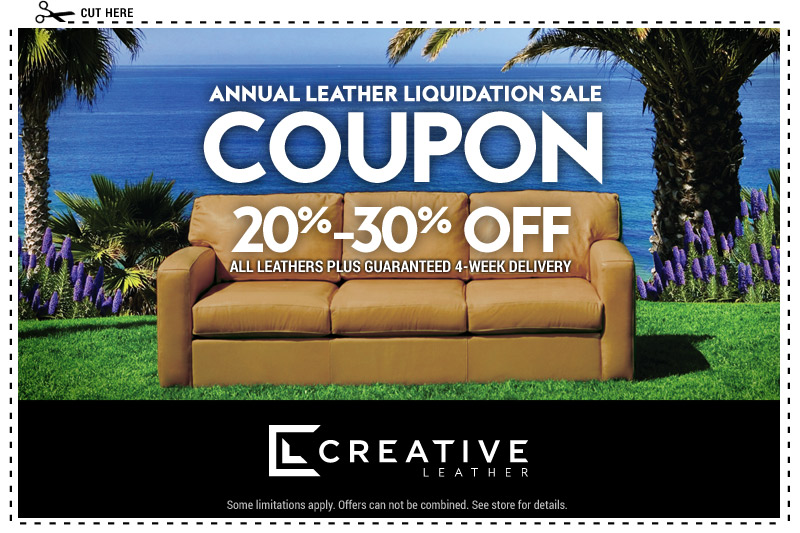 CUT HERE
ANNUAL LEATHER LIQUIDATION SALE
COUPON
20%-30% OFF
ALL LEATHERS PLUS GUARANTEED 4-WEEK DELIVERY
CREATIVE
LEATHER
Some limitations apply. Offers can not be combined. See store for details.